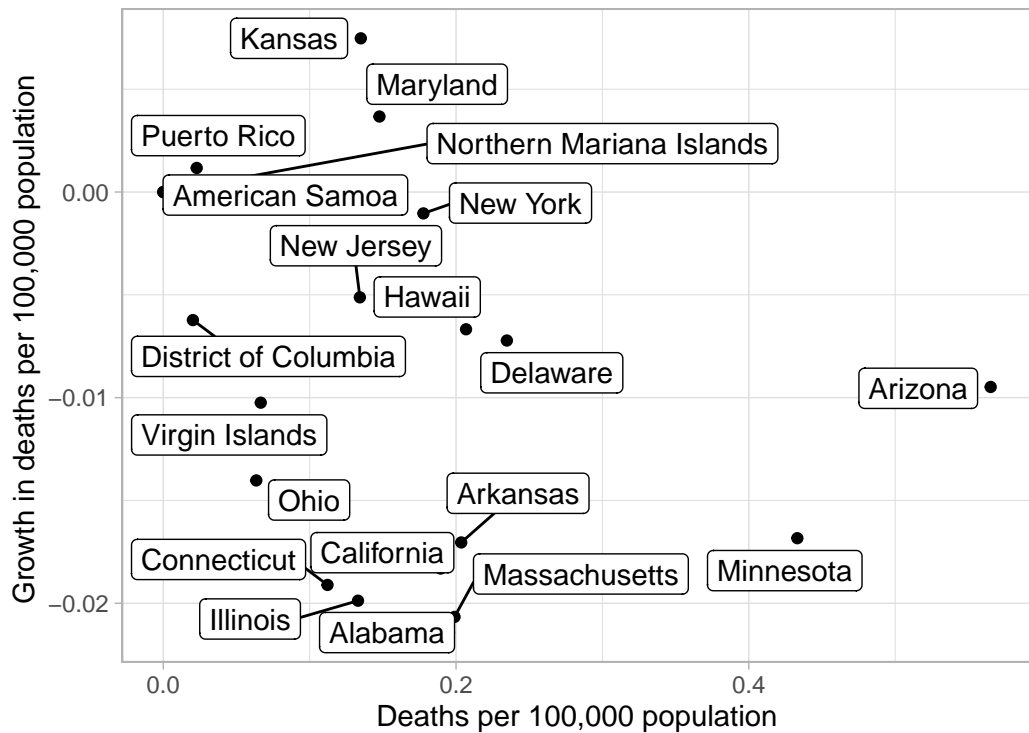 Kansas
Maryland
Puerto Rico
Northern Mariana Islands
American Samoa
New York
New Jersey
Hawaii
District of Columbia
Delaware
Arizona
Virgin Islands
Ohio
Arkansas
California
Connecticut
Massachusetts
Minnesota
Illinois
Alabama
0.00
−0.01
−0.02
0.0
0.2
0.4
Deaths per 100,000 population
Growth in deaths per 100,000 population